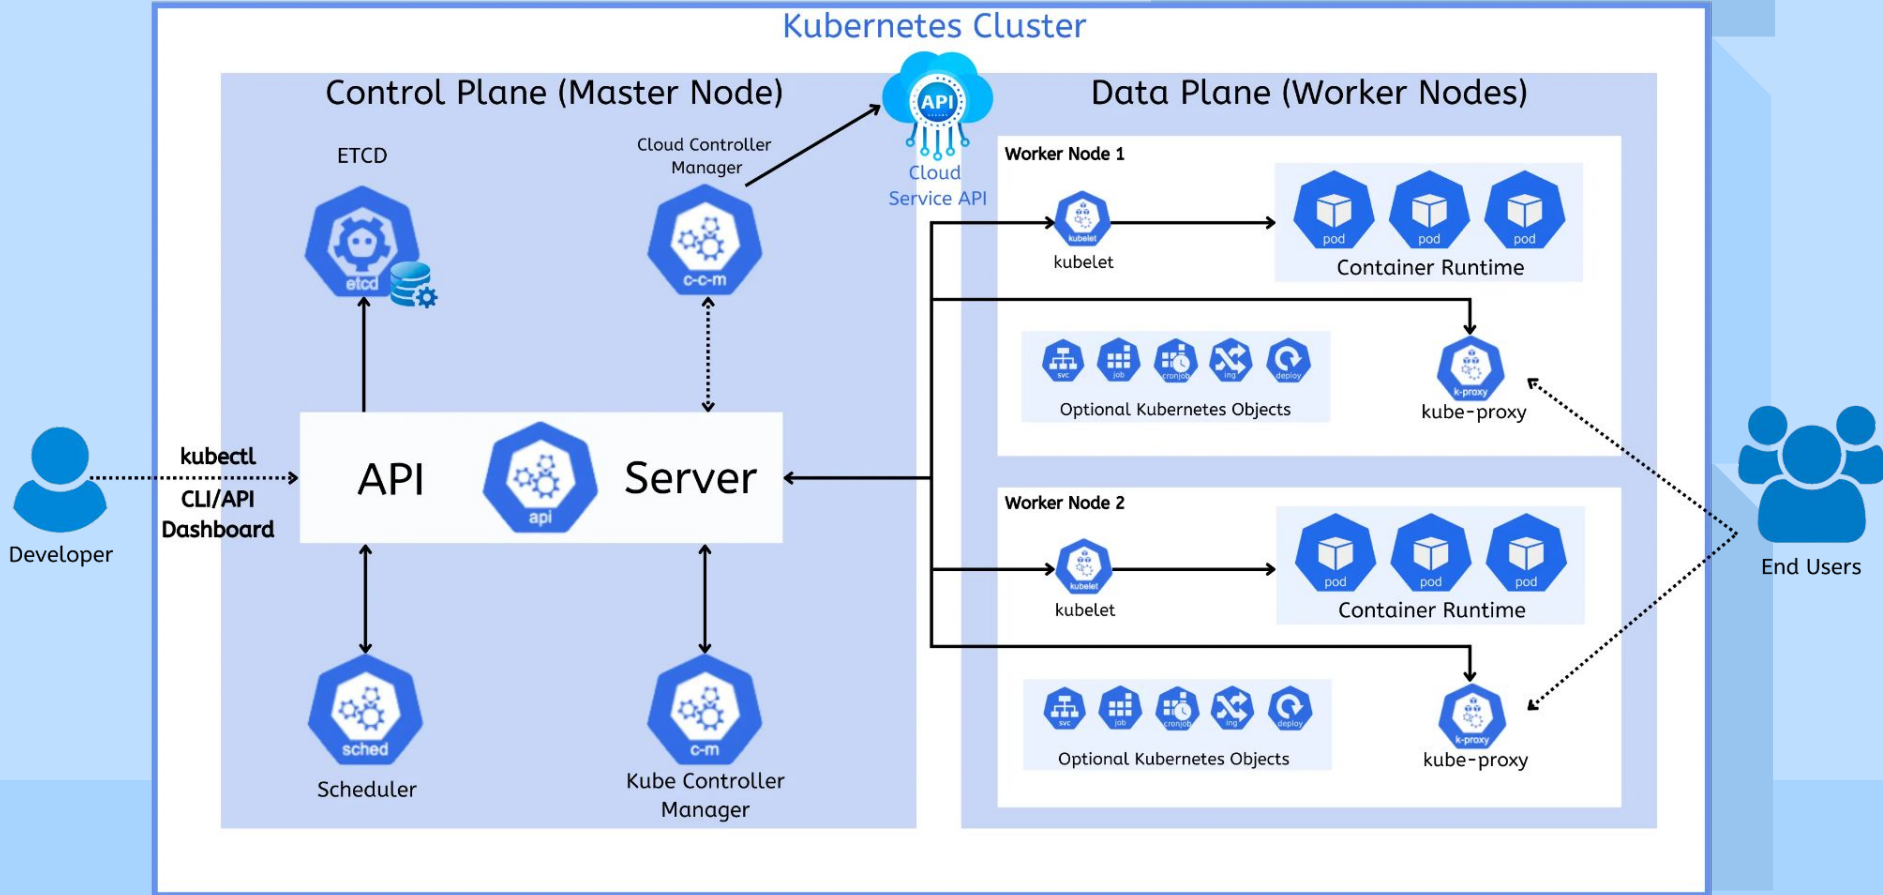 Kubernetes Cluster
Control Plane (Master Node)
ETCD
etcd
Cloud Controller
Manager
c-c-m
API
Cloud
Service API
Developer
kubectl
CLI/API
Dashboard
API
api
Server
sched
Scheduler
c-m
Kube Controller
Manager
Data Plane (Worker Nodes)
Worker Node 1
kubelet
kubelet
pod
pod
pod
Container Runtime
svc
job
cronjob
ing
deploy
Optional Kubernetes Objects
k-proxy
kube-proxy
Worker Node 2
kubelet
kubelet
pod
pod
pod
Container Runtime
svc
job
cronjob
ing
deploy
Optional Kubernetes Objects
k-proxy
kube-proxy
End Users